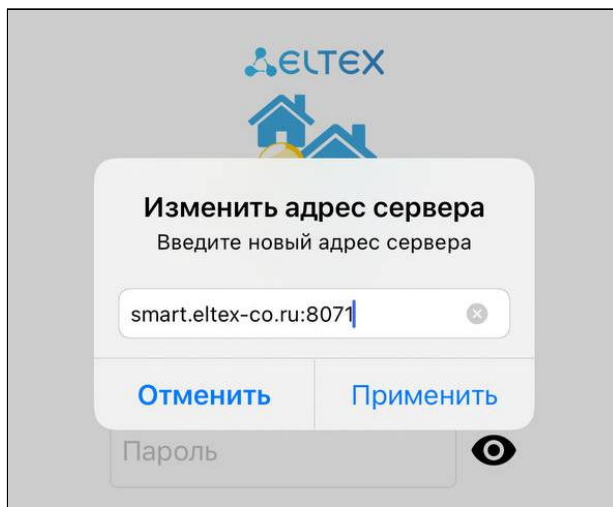 ELTEX
Изменить адрес сервера
Введите новый адрес сервера
smart.eltex-co.ru:8071
Отменить
Применить
Пароль